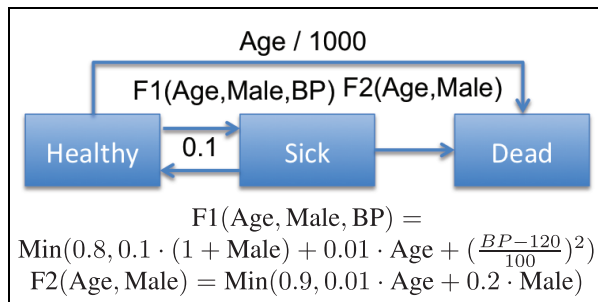 Age / 1000
F1(Age,Male,BP) F2(Age,Male)
Healthy 0.1 Sick Dead
F1(Age, Male, BP) =
Min(0.8, 0.1 · (1 + Male) + 0.01 · Age + (\frac{BP−120}{100})²)
F2(Age, Male) = Min(0.9, 0.01 · Age + 0.2 · Male)